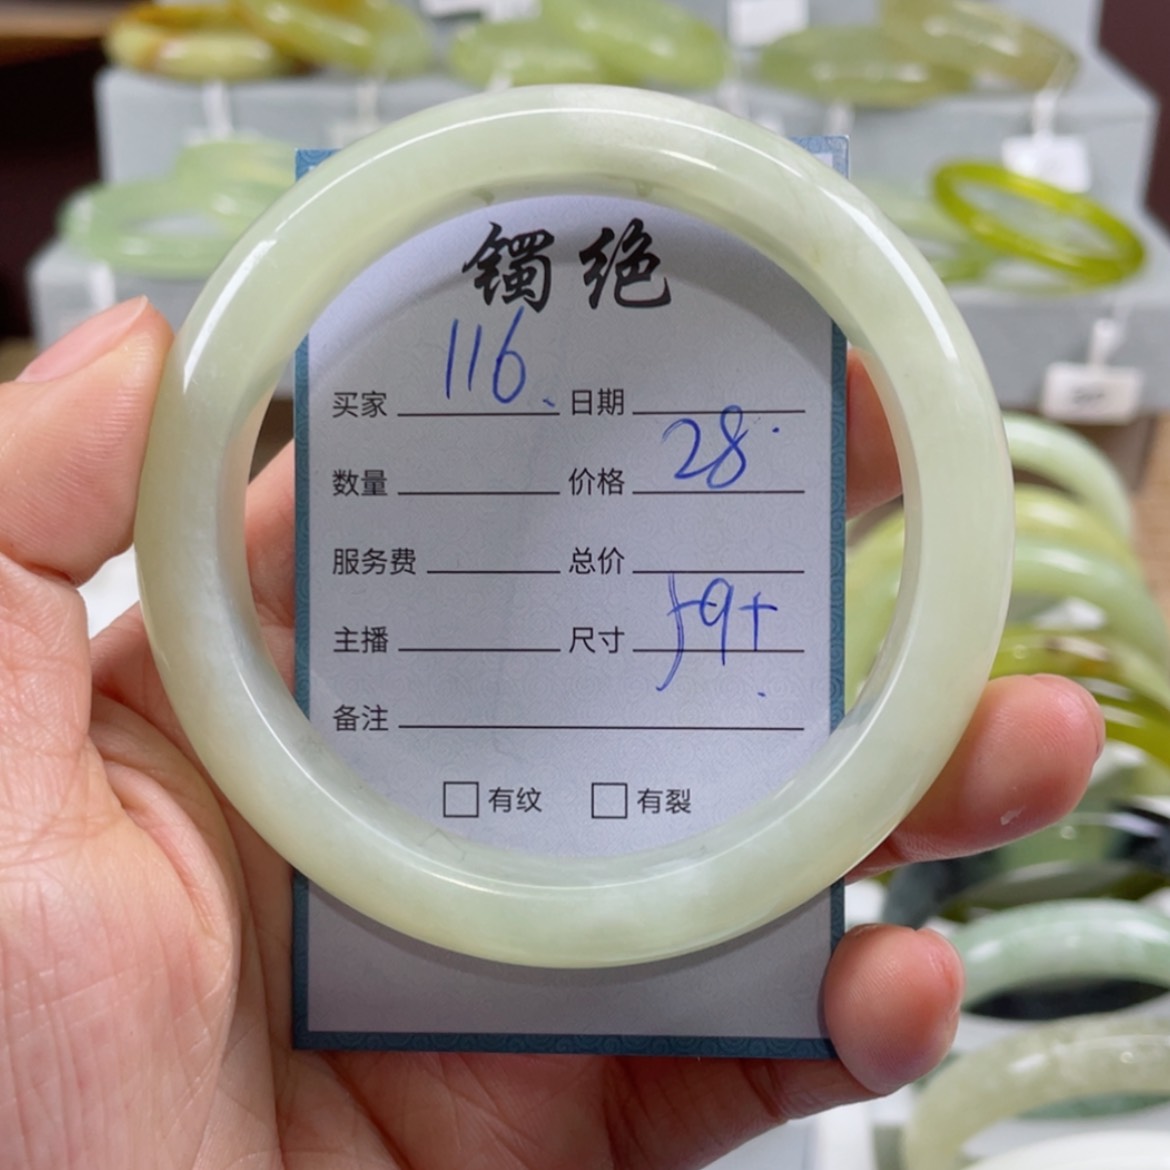 镯绝
116、
买家 日期
28.
数量 价格
服务费 总价
59+
主播 尺寸
备注
有纹 有裂